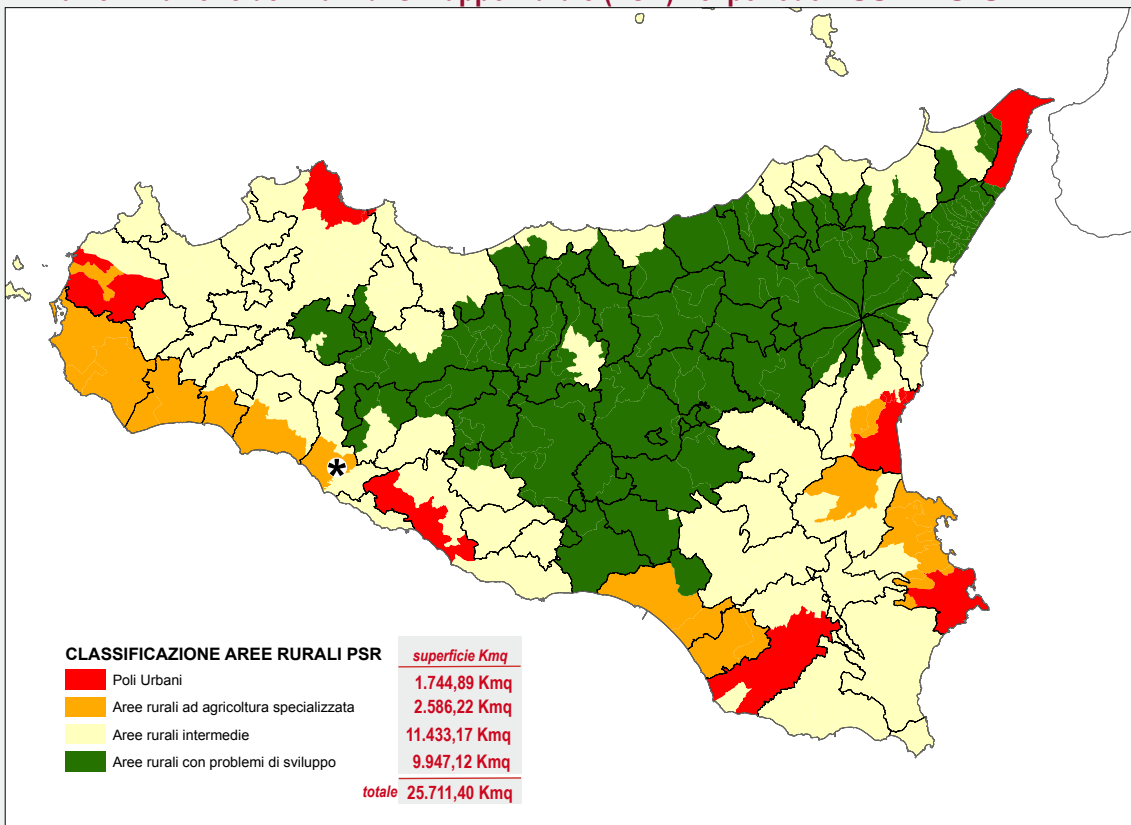 CLASSIFICAZIONE AREE RURALI PSR superficie Kmq
Poli Urbani 1.744,89 Kmq
Aree rurali ad agricoltura specializzata 2.586,22 Kmq
Aree rurali intermedie 11.433,17 Kmq
Aree rurali con problemi di sviluppo 9.947,12 Kmq
totale 25.711,40 Kmq
*